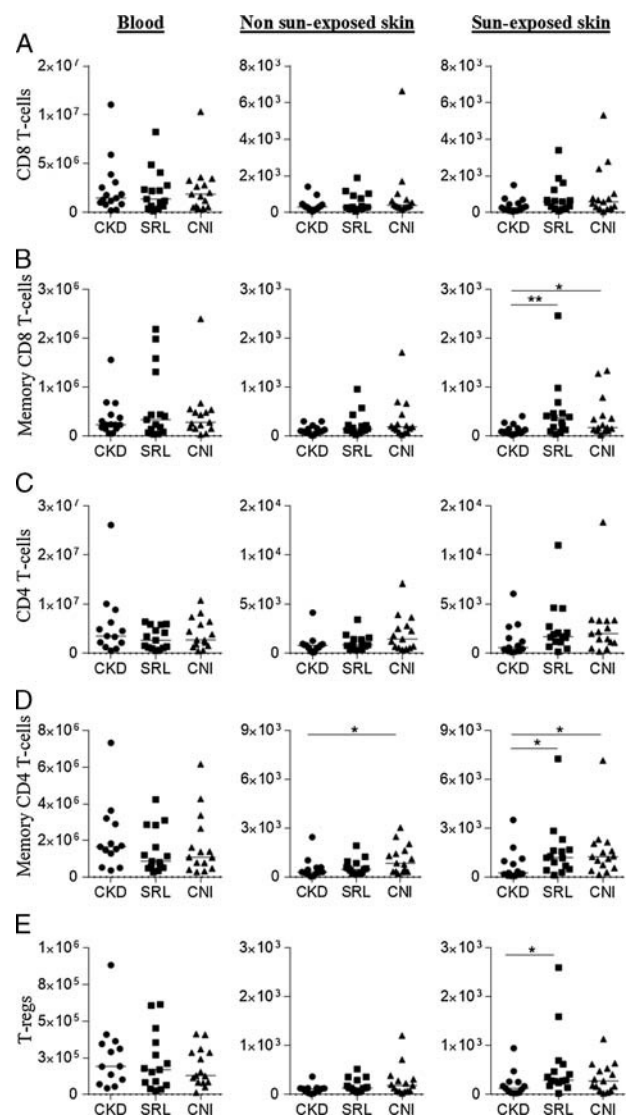 Blood Non sun-exposed skin Sun-exposed skin
A
CD8 T-cells
2×10⁷
1×10⁷
5×10⁶
0
CKD SRL CNI
8×10³
6×10³
4×10³
2×10³
0
CKD SRL CNI
8×10³
6×10³
4×10³
2×10³
0
CKD SRL CNI
B
Memory CD8 T-cells
3×10⁶
2×10⁶
1×10⁶
0
CKD SRL CNI
3×10³
2×10³
1×10³
0
CKD SRL CNI
3×10³
2×10³
1×10³
0
*
**
CKD SRL CNI
C
CD4 T-cells
3×10⁷
2×10⁷
1×10⁷
0
CKD SRL CNI
2×10⁴
1×10⁴
5×10³
0
CKD SRL CNI
2×10⁴
1×10⁴
5×10³
0
CKD SRL CNI
D
Memory CD4 T-cells
8×10⁶
6×10⁶
4×10⁶
2×10⁶
0
CKD SRL CNI
9×10³
6×10³
3×10³
0
*
CKD SRL CNI
9×10³
6×10³
3×10³
0
*
*
CKD SRL CNI
E
T-regs
1×10⁶
8×10⁵
5×10⁵
3×10⁵
0
CKD SRL CNI
3×10³
2×10³
1×10³
0
CKD SRL CNI
3×10³
2×10³
1×10³
0
*
CKD SRL CNI